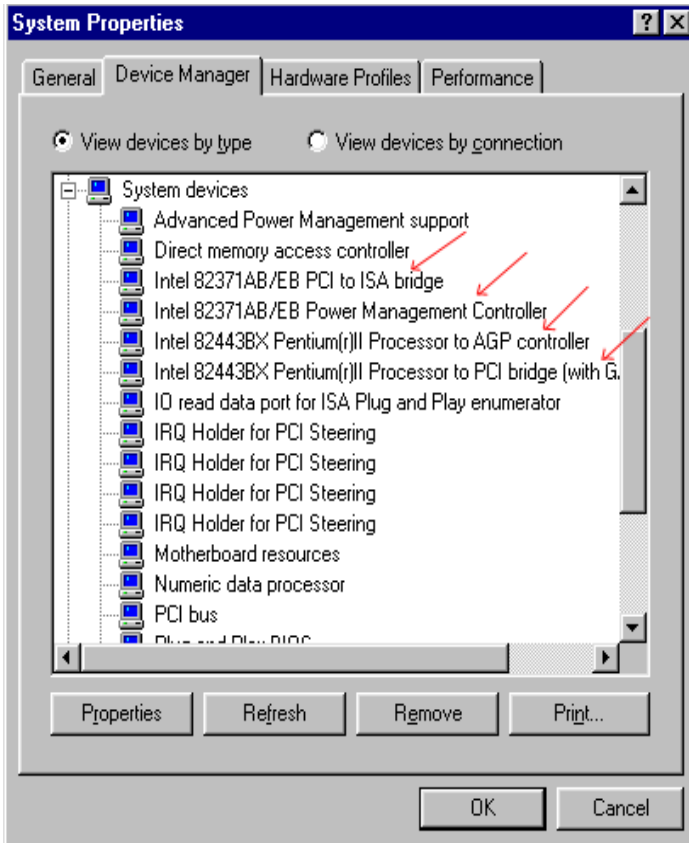 System Properties
General Device Manager Hardware Profiles Performance
View devices by type View devices by connection
System devices
Advanced Power Management support
Direct memory access controller
Intel 82371AB/EB PCI to ISA bridge
Intel 82371AB/EB Power Management Controller
Intel 82443BX Pentium(r)II Processor to AGP controller
Intel 82443BX Pentium(r)II Processor to PCI bridge (with G
IO read data port for ISA Plug and Play enumerator
IRQ Holder for PCI Steering
IRQ Holder for PCI Steering
IRQ Holder for PCI Steering
IRQ Holder for PCI Steering
Motherboard resources
Numeric data processor
PCI bus
Plug and Play BIOS
Properties Refresh Remove Print...
OK Cancel